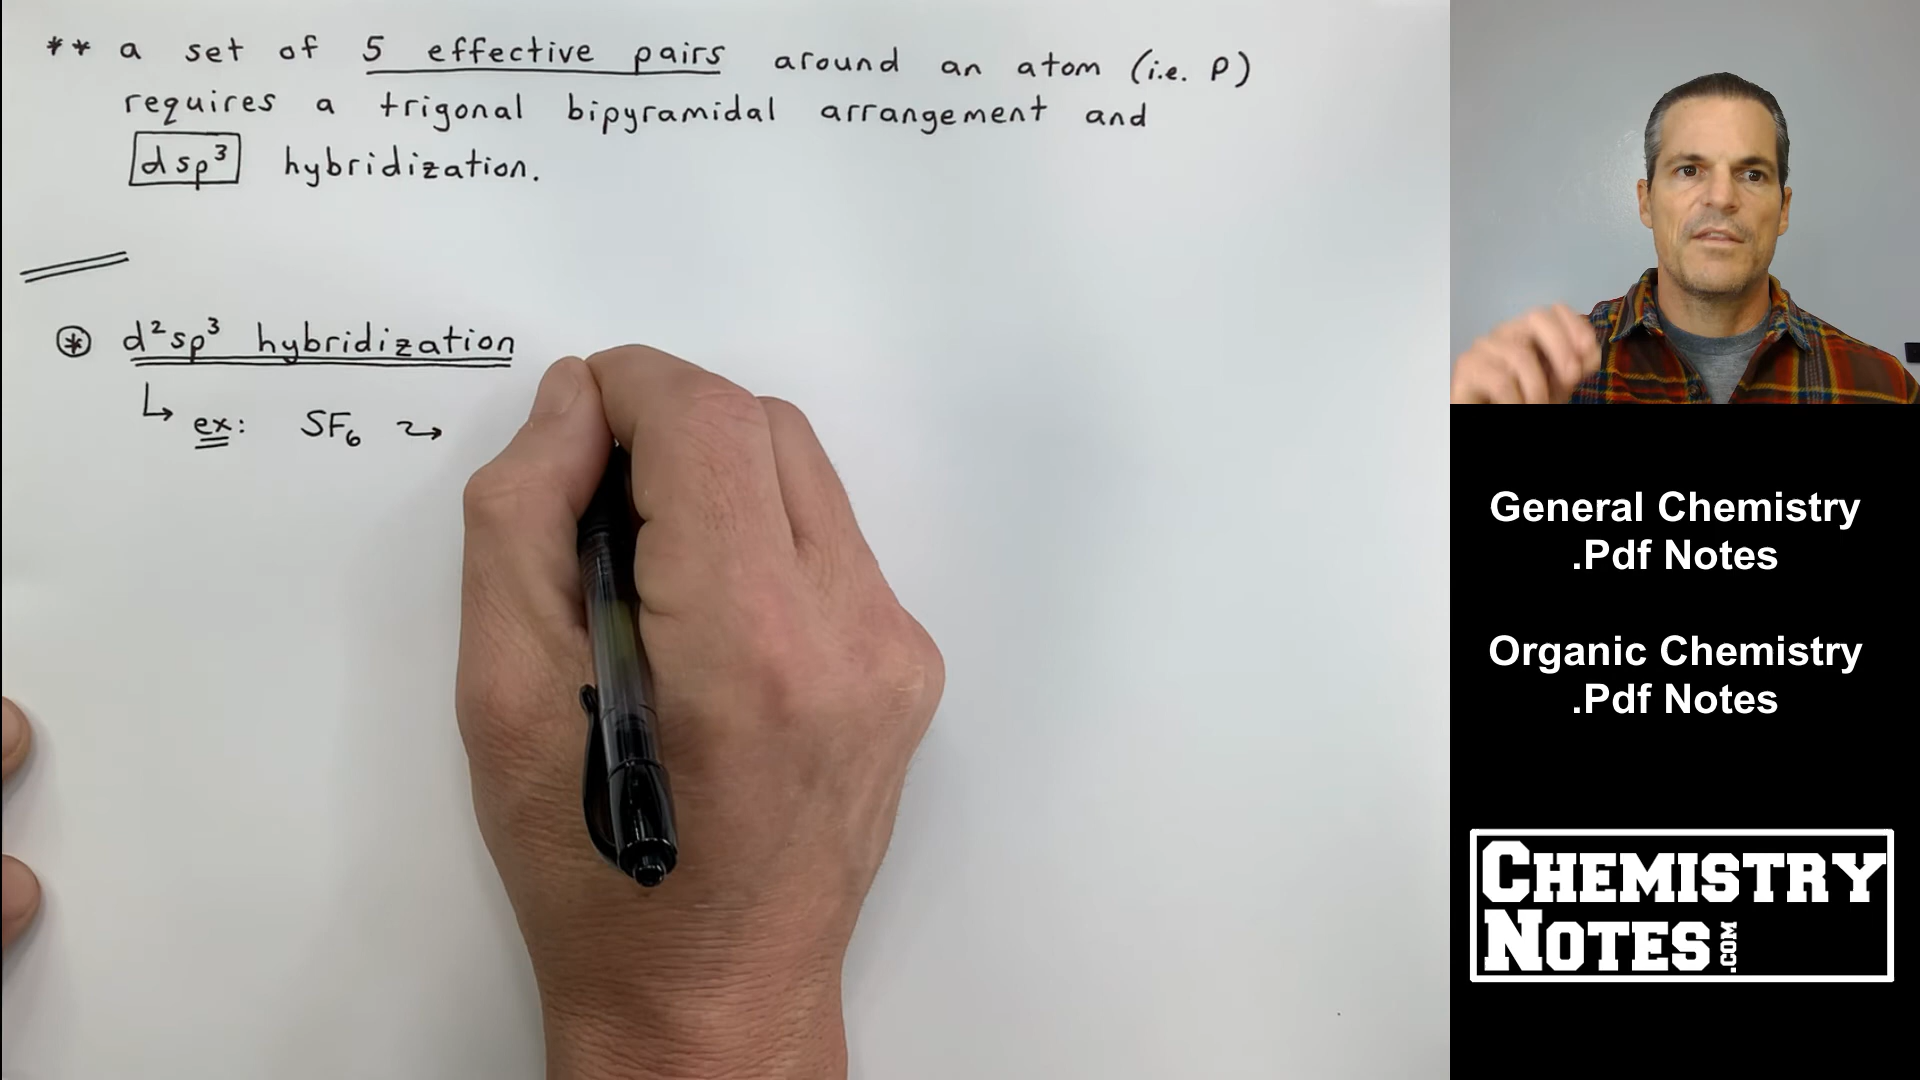 ** a set of 5 effective pairs around an atom (i.e. P)
requires a trigonal bipyramidal arrangement and
dsp³ hybridization.
* d²sp³ hybridization
↳ ex: SF₆ ⤳
General Chemistry
.Pdf Notes
Organic Chemistry
.Pdf Notes
CHEMISTRY
NOTES.COM